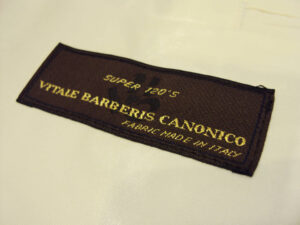 SUPER 120'S
VITALE BARBERIS CANONICO
FABRIC MADE IN ITALY